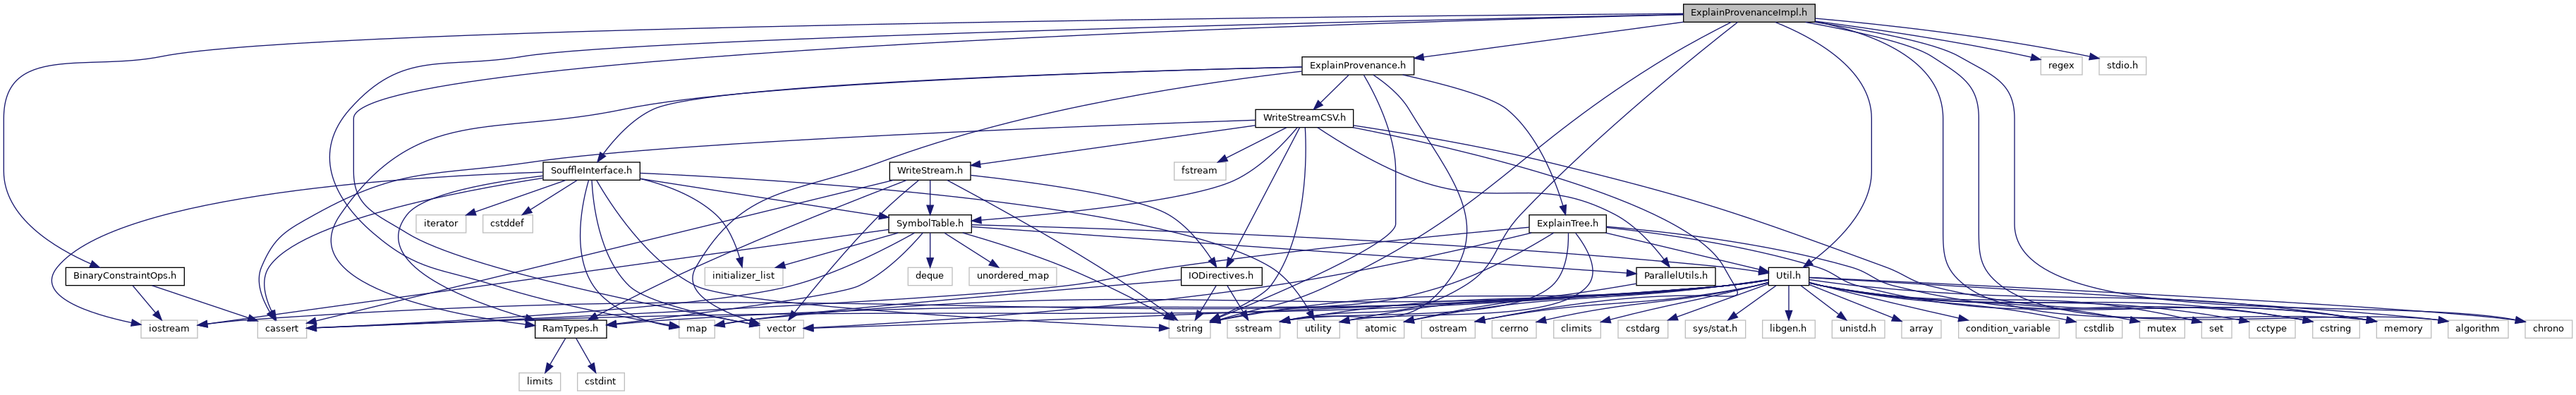 ExplainProvenanceImpl.h
ExplainProvenance.h
regex
stdio.h
WriteStreamCSV.h
SouffleInterface.h
WriteStream.h
fstream
iterator
cstddef
SymbolTable.h
ExplainTree.h
BinaryConstraintOps.h
initializer_list
deque
unordered_map
IODirectives.h
ParallelUtils.h
Util.h
iostream
cassert
RamTypes.h
map
vector
string
sstream
utility
atomic
ostream
cerrno
climits
cstdarg
sys/stat.h
libgen.h
unistd.h
array
condition_variable
cstdlib
mutex
set
cctype
cstring
memory
algorithm
chrono
limits
cstdint